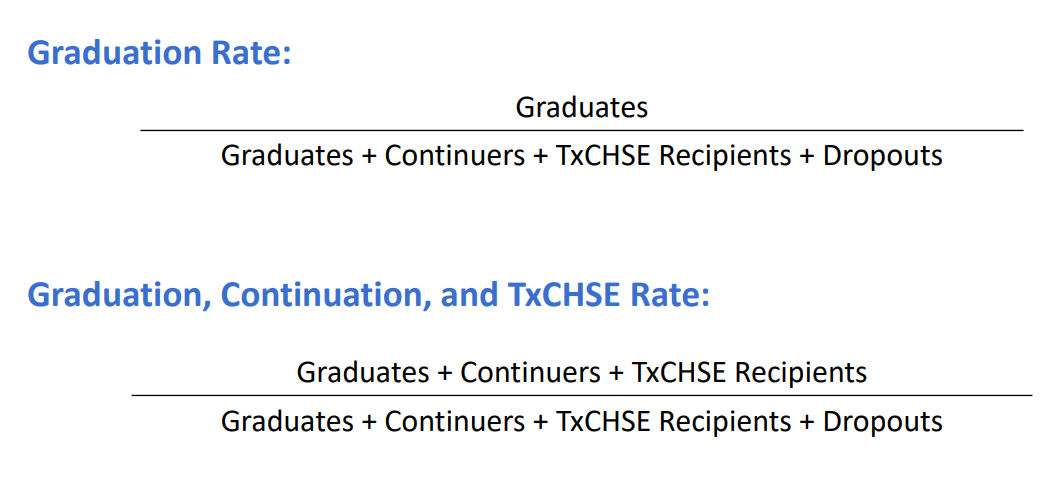 Graduation Rate:
Graduates
Graduates + Continuers + TxCHSE Recipients + Dropouts
Graduation, Continuation, and TxCHSE Rate:
Graduates + Continuers + TxCHSE Recipients
Graduates + Continuers + TxCHSE Recipients + Dropouts